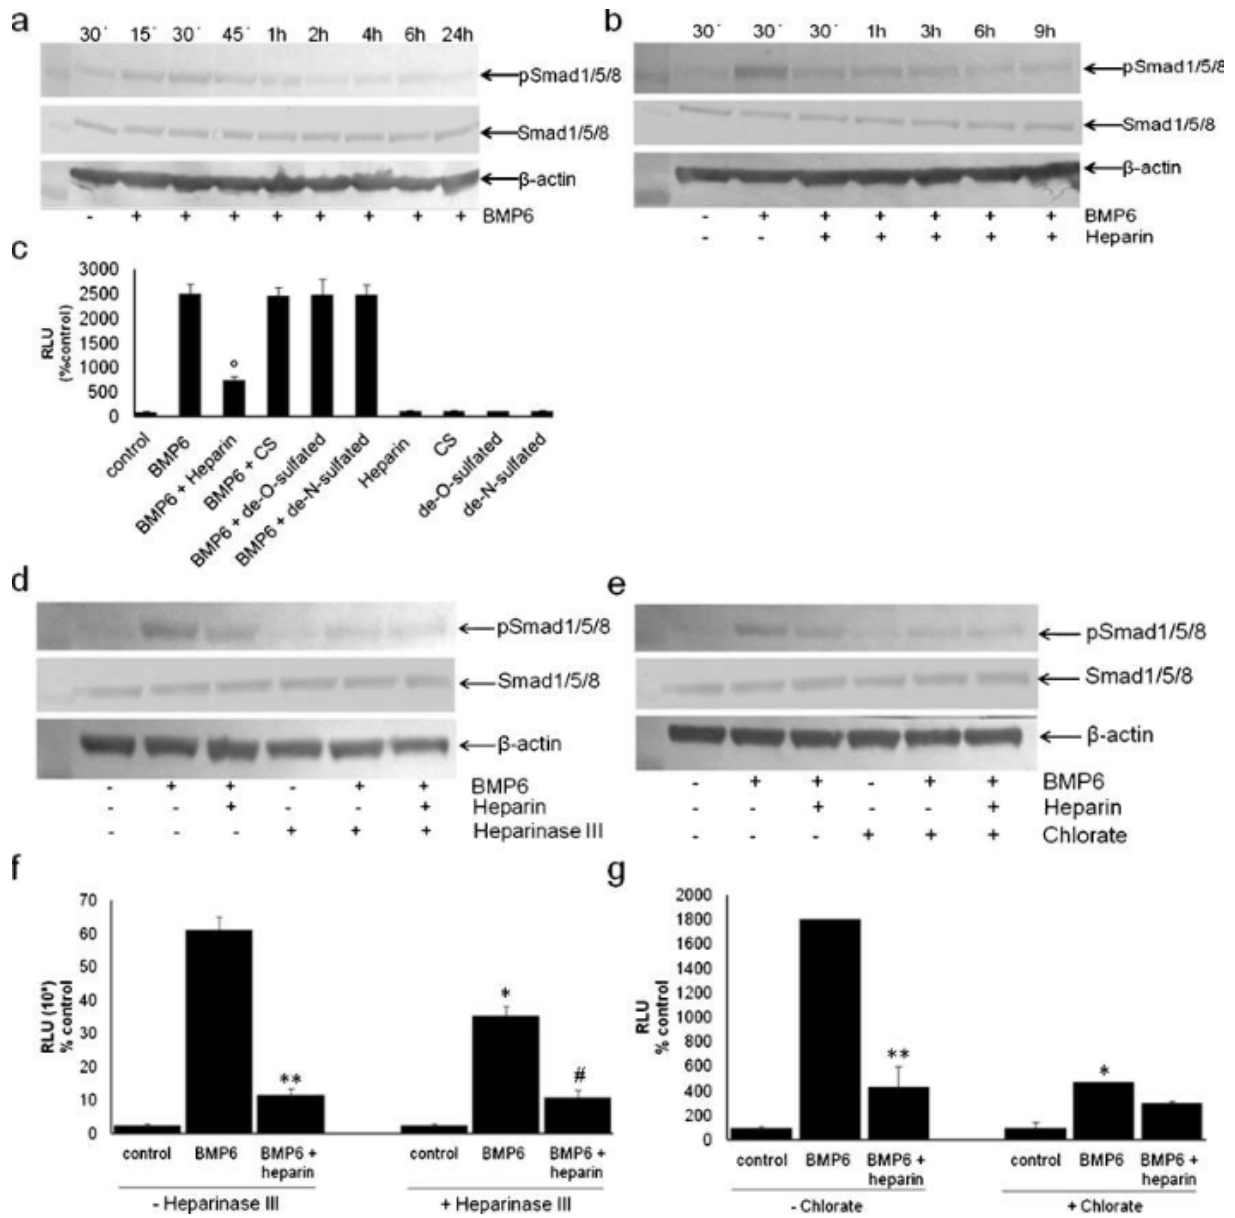 a
30´ 15´ 30´ 45´ 1h 2h 4h 6h 24h
pSmad1/5/8
Smad1/5/8
β-actin
- + + + + + + + + BMP6
b
30´ 30´ 30´ 1h 3h 6h 9h
pSmad1/5/8
Smad1/5/8
β-actin
- + + + + + + BMP6
- - + + + + + Heparin
c
RLU
(%control)
3000
2500
2000
1500
1000
500
0
°
control
BMP6
BMP6 + Heparin
BMP6 + CS
BMP6 + de-O-sulfated
BMP6 + de-N-sulfated
Heparin
CS
de-O-sulfated
de-N-sulfated
d
pSmad1/5/8
Smad1/5/8
β-actin
- + + - + + BMP6
- - + - - + Heparin
- - - + + + Heparinase III
e
pSmad1/5/8
Smad1/5/8
β-actin
- + + - + + BMP6
- - + - - + Heparin
- - - + + + Chlorate
f
RLU (10⁴)
% control
70
60
50
40
30
20
10
0
**
*
#
control BMP6 BMP6 + heparin control BMP6 BMP6 + heparin
- Heparinase III + Heparinase III
g
RLU
% control
2000
1800
1600
1400
1200
1000
800
600
400
200
0
**
*
control BMP6 BMP6 + heparin control BMP6 BMP6 + heparin
- Chlorate + Chlorate